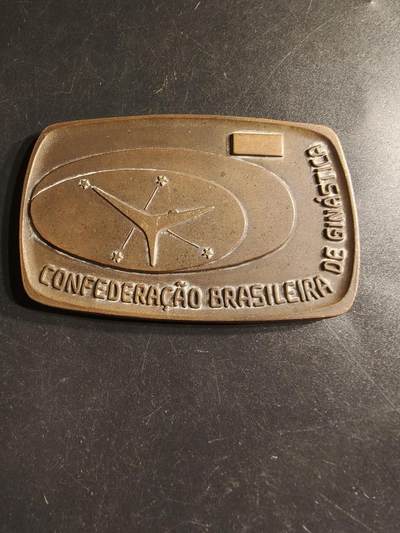 CONFEDERAÇÃO BRASILEIRA DE GINÁSTICA